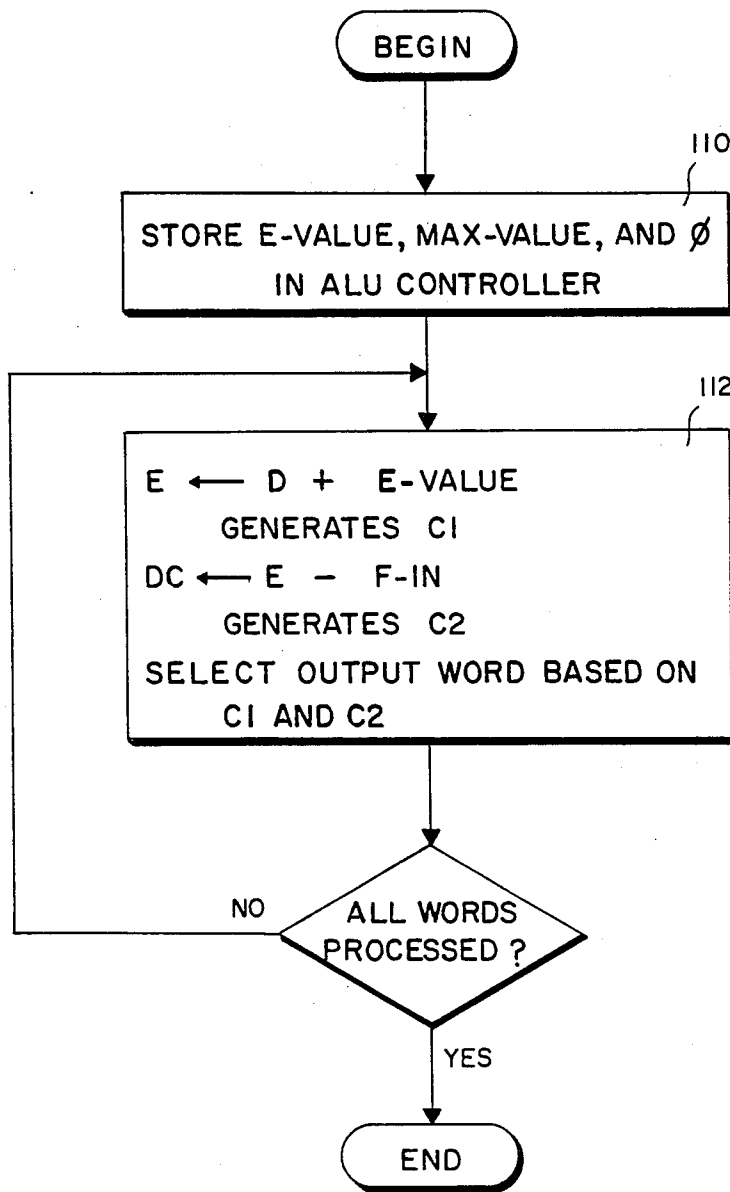 BEGIN
110
STORE E-VALUE, MAX-VALUE, AND Ø
IN ALU CONTROLLER
112
E ← D + E-VALUE
GENERATES C1
DC ← E - F-IN
GENERATES C2
SELECT OUTPUT WORD BASED ON
C1 AND C2
NO
ALL WORDS
PROCESSED ?
YES
END